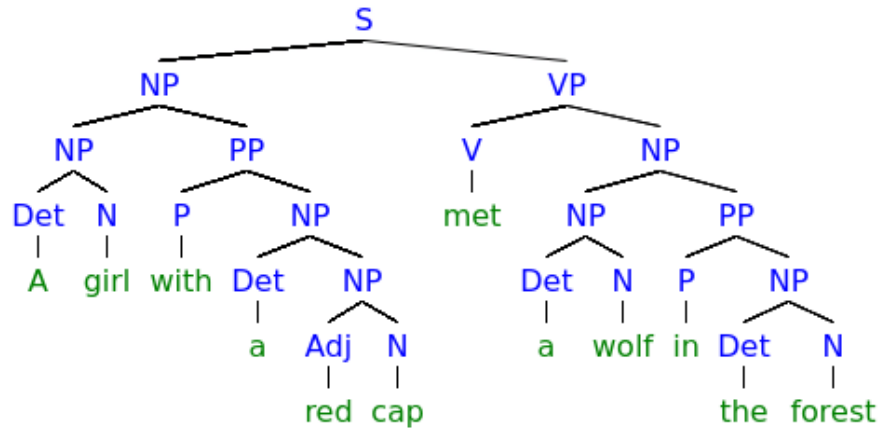 S
NP VP
NP PP V NP
Det N P NP met NP PP
A girl with Det NP Det N P NP
a Adj N a wolf in Det N
red cap the forest